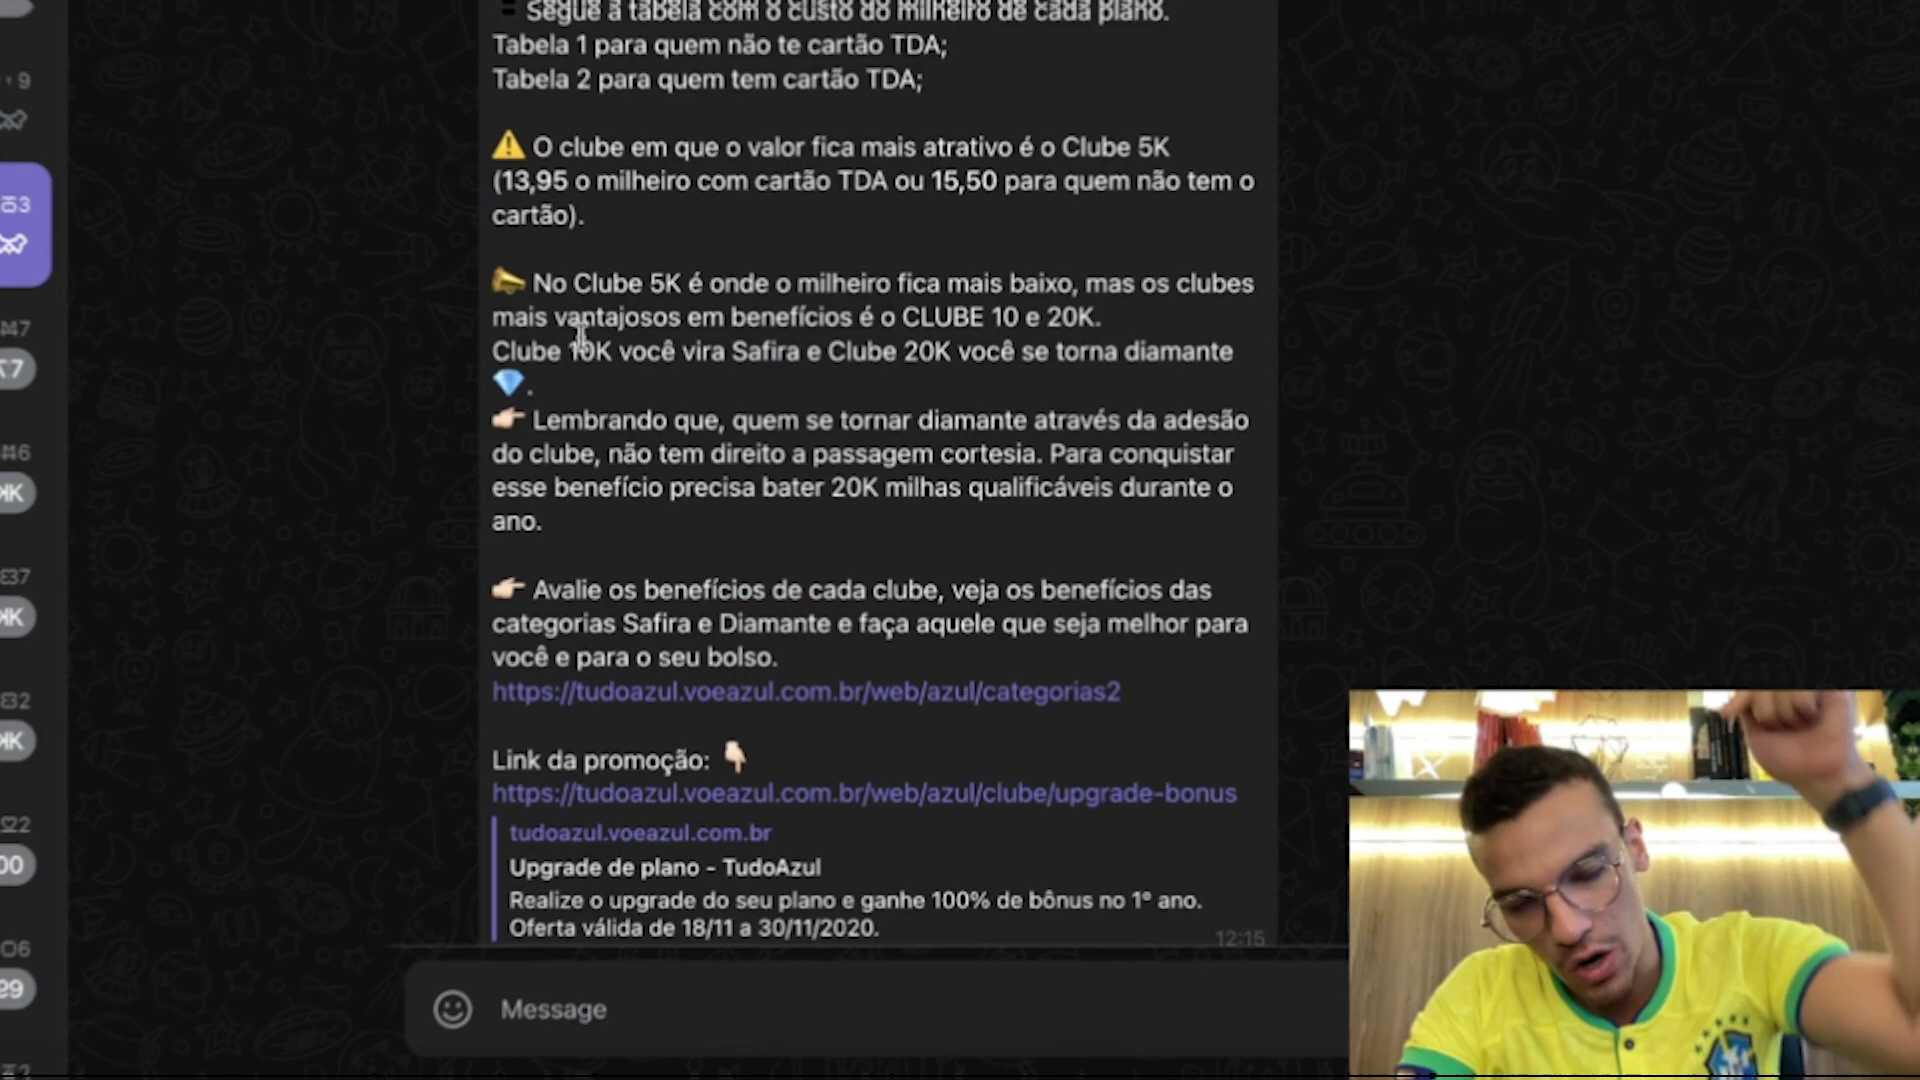 Segue a tabela com o custo do milheiro de cada plano.
Tabela 1 para quem não te cartão TDA;
Tabela 2 para quem tem cartão TDA;
⚠️ O clube em que o valor fica mais atrativo é o Clube 5K
(13,95 o milheiro com cartão TDA ou 15,50 para quem não tem o
cartão).
📣 No Clube 5K é onde o milheiro fica mais baixo, mas os clubes
mais vantajosos em benefícios é o CLUBE 10 e 20K.
Clube 10K você vira Safira e Clube 20K você se torna diamante
💎.
👉🏻 Lembrando que, quem se tornar diamante através da adesão
do clube, não tem direito a passagem cortesia. Para conquistar
esse benefício precisa bater 20K milhas qualificáveis durante o
ano.
👉🏻 Avalie os benefícios de cada clube, veja os benefícios das
categorias Safira e Diamante e faça aquele que seja melhor para
você e para o seu bolso.
https://tudoazul.voeazul.com.br/web/azul/categorias2
Link da promoção: 👇🏻
https://tudoazul.voeazul.com.br/web/azul/clube/upgrade-bonus
tudoazul.voeazul.com.br
Upgrade de plano - TudoAzul
Realize o upgrade do seu plano e ganhe 100% de bônus no 1º ano.
Oferta válida de 18/11 a 30/11/2020.
12:15
Message